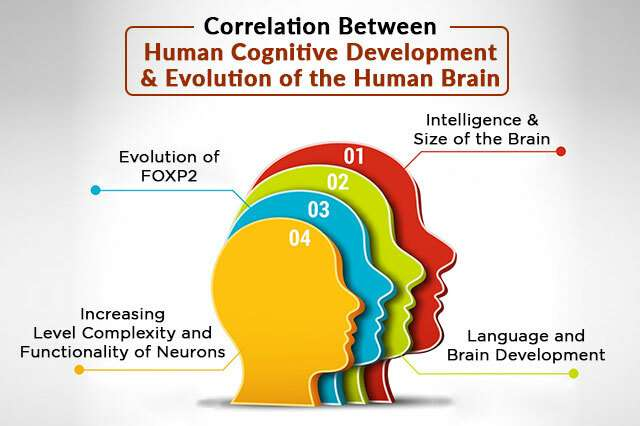 Correlation Between
Human Cognitive Development
& Evolution of the Human Brain
Intelligence &
Size of the Brain
Evolution of
FOXP2
01
02
03
04
Increasing
Level Complexity and
Functionality of Neurons
Language and
Brain Development